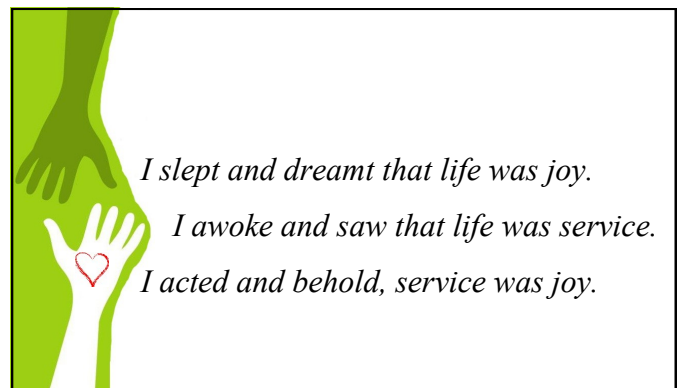 I slept and dreamt that life was joy.
I awoke and saw that life was service.
I acted and behold, service was joy.